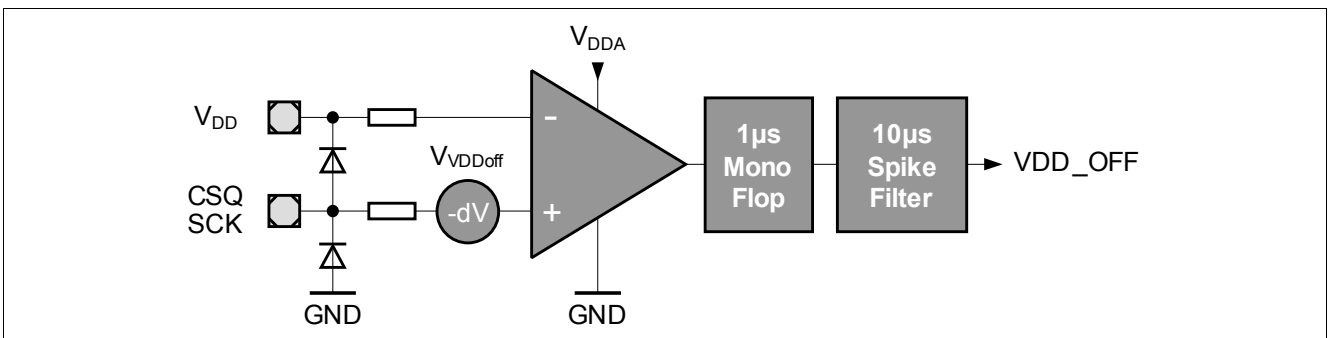 V_DDA
V_DD
-
1µs Mono Flop
10µs Spike Filter
VDD_OFF
V_VDDoff
CSQ
SCK
-dV
+
GND
GND